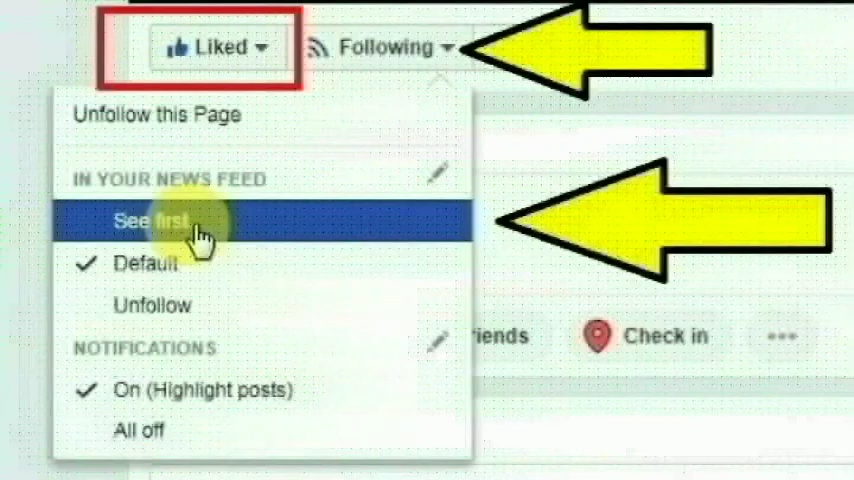 Liked Following
Unfollow this Page
IN YOUR NEWS FEED
See first
Default
Unfollow
riends Check in
NOTIFICATIONS
On (Highlight posts)
All off